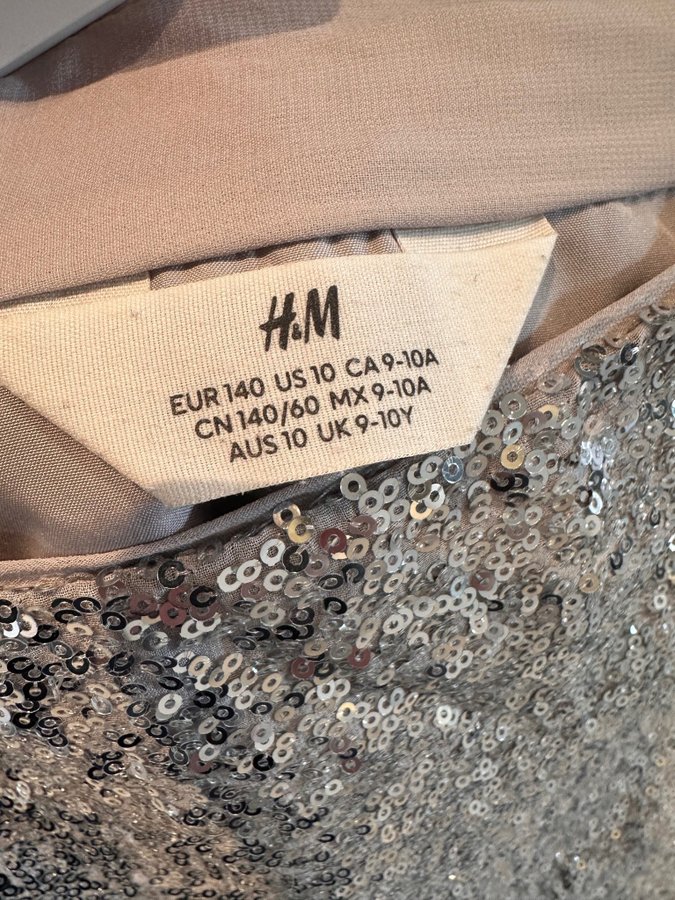 H&M
EUR 140 US 10 CA 9-10A
CN 140/60 MX 9-10A
AUS 10 UK 9-10Y